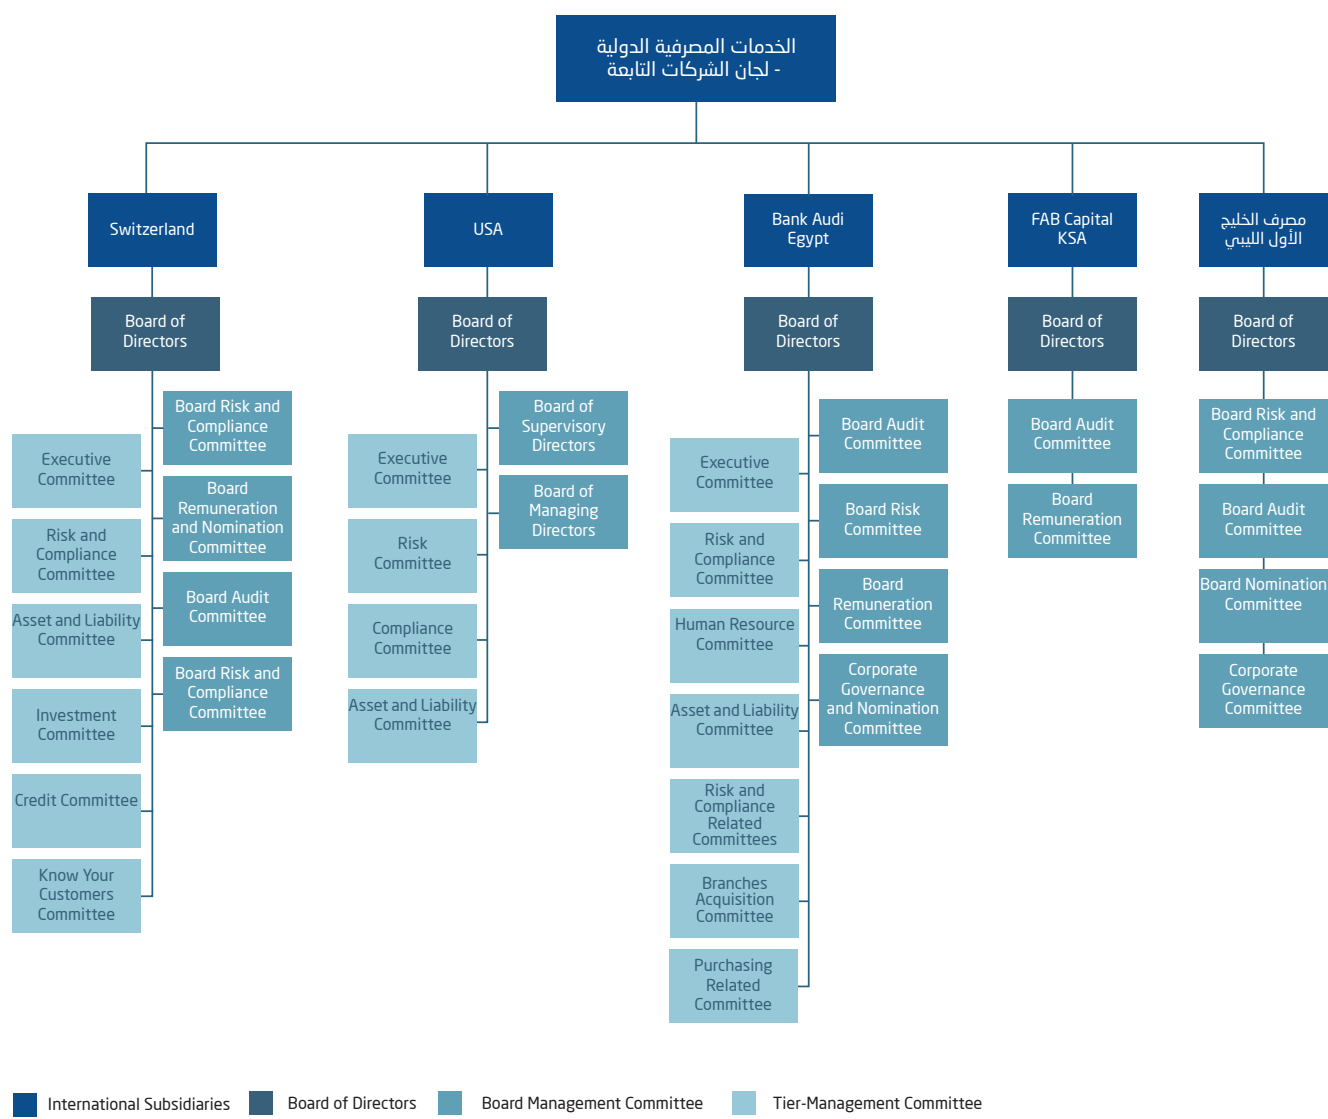 الخدمات المصرفية الدولية
- لجان الشركات التابعة
Switzerland
USA
Bank Audi
Egypt
FAB Capital
KSA
مصرف الخليج
الأول الليبي
Board of
Directors
Board of
Directors
Board of
Directors
Board of
Directors
Board of
Directors
Board Risk and
Compliance
Committee
Board
Remuneration
and Nomination
Committee
Board Audit
Committee
Board Risk and
Compliance
Committee
Executive
Committee
Risk and
Compliance
Committee
Asset and Liability
Committee
Investment
Committee
Credit Committee
Know Your
Customers
Committee
Board of
Supervisory
Directors
Board of
Managing
Directors
Executive
Committee
Risk
Committee
Compliance
Committee
Asset and Liability
Committee
Board Audit
Committee
Board Risk
Committee
Board
Remuneration
Committee
Corporate
Governance
and Nomination
Committee
Executive
Committee
Risk and
Compliance
Committee
Human Resource
Committee
Asset and Liability
Committee
Risk and
Compliance
Related
Committees
Branches
Acquisition
Committee
Purchasing
Related
Committee
Board Audit
Committee
Board
Remuneration
Committee
Board Risk and
Compliance
Committee
Board Audit
Committee
Board Nomination
Committee
Corporate
Governance
Committee
International Subsidiaries
Board of Directors
Board Management Committee
Tier-Management Committee